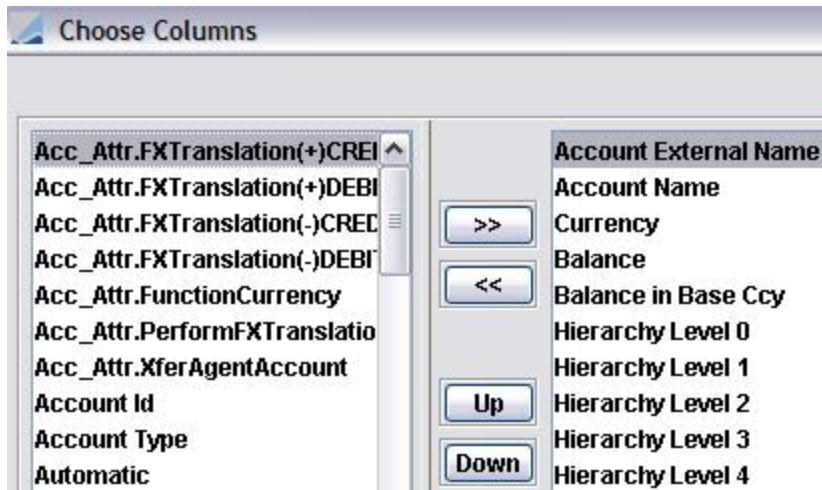 Choose Columns
Acc_Attr.FXTranslation(+)CREI
Acc_Attr.FXTranslation(+)DEBI
Acc_Attr.FXTranslation(-)CRED
Acc_Attr.FXTranslation(-)DEBI
Acc_Attr.FunctionCurrency
Acc_Attr.PerformFXTranslatio
Acc_Attr.XferAgentAccount
Account Id
Account Type
Automatic
>>
<<
Up
Down
Account External Name
Account Name
Currency
Balance
Balance in Base Ccy
Hierarchy Level 0
Hierarchy Level 1
Hierarchy Level 2
Hierarchy Level 3
Hierarchy Level 4